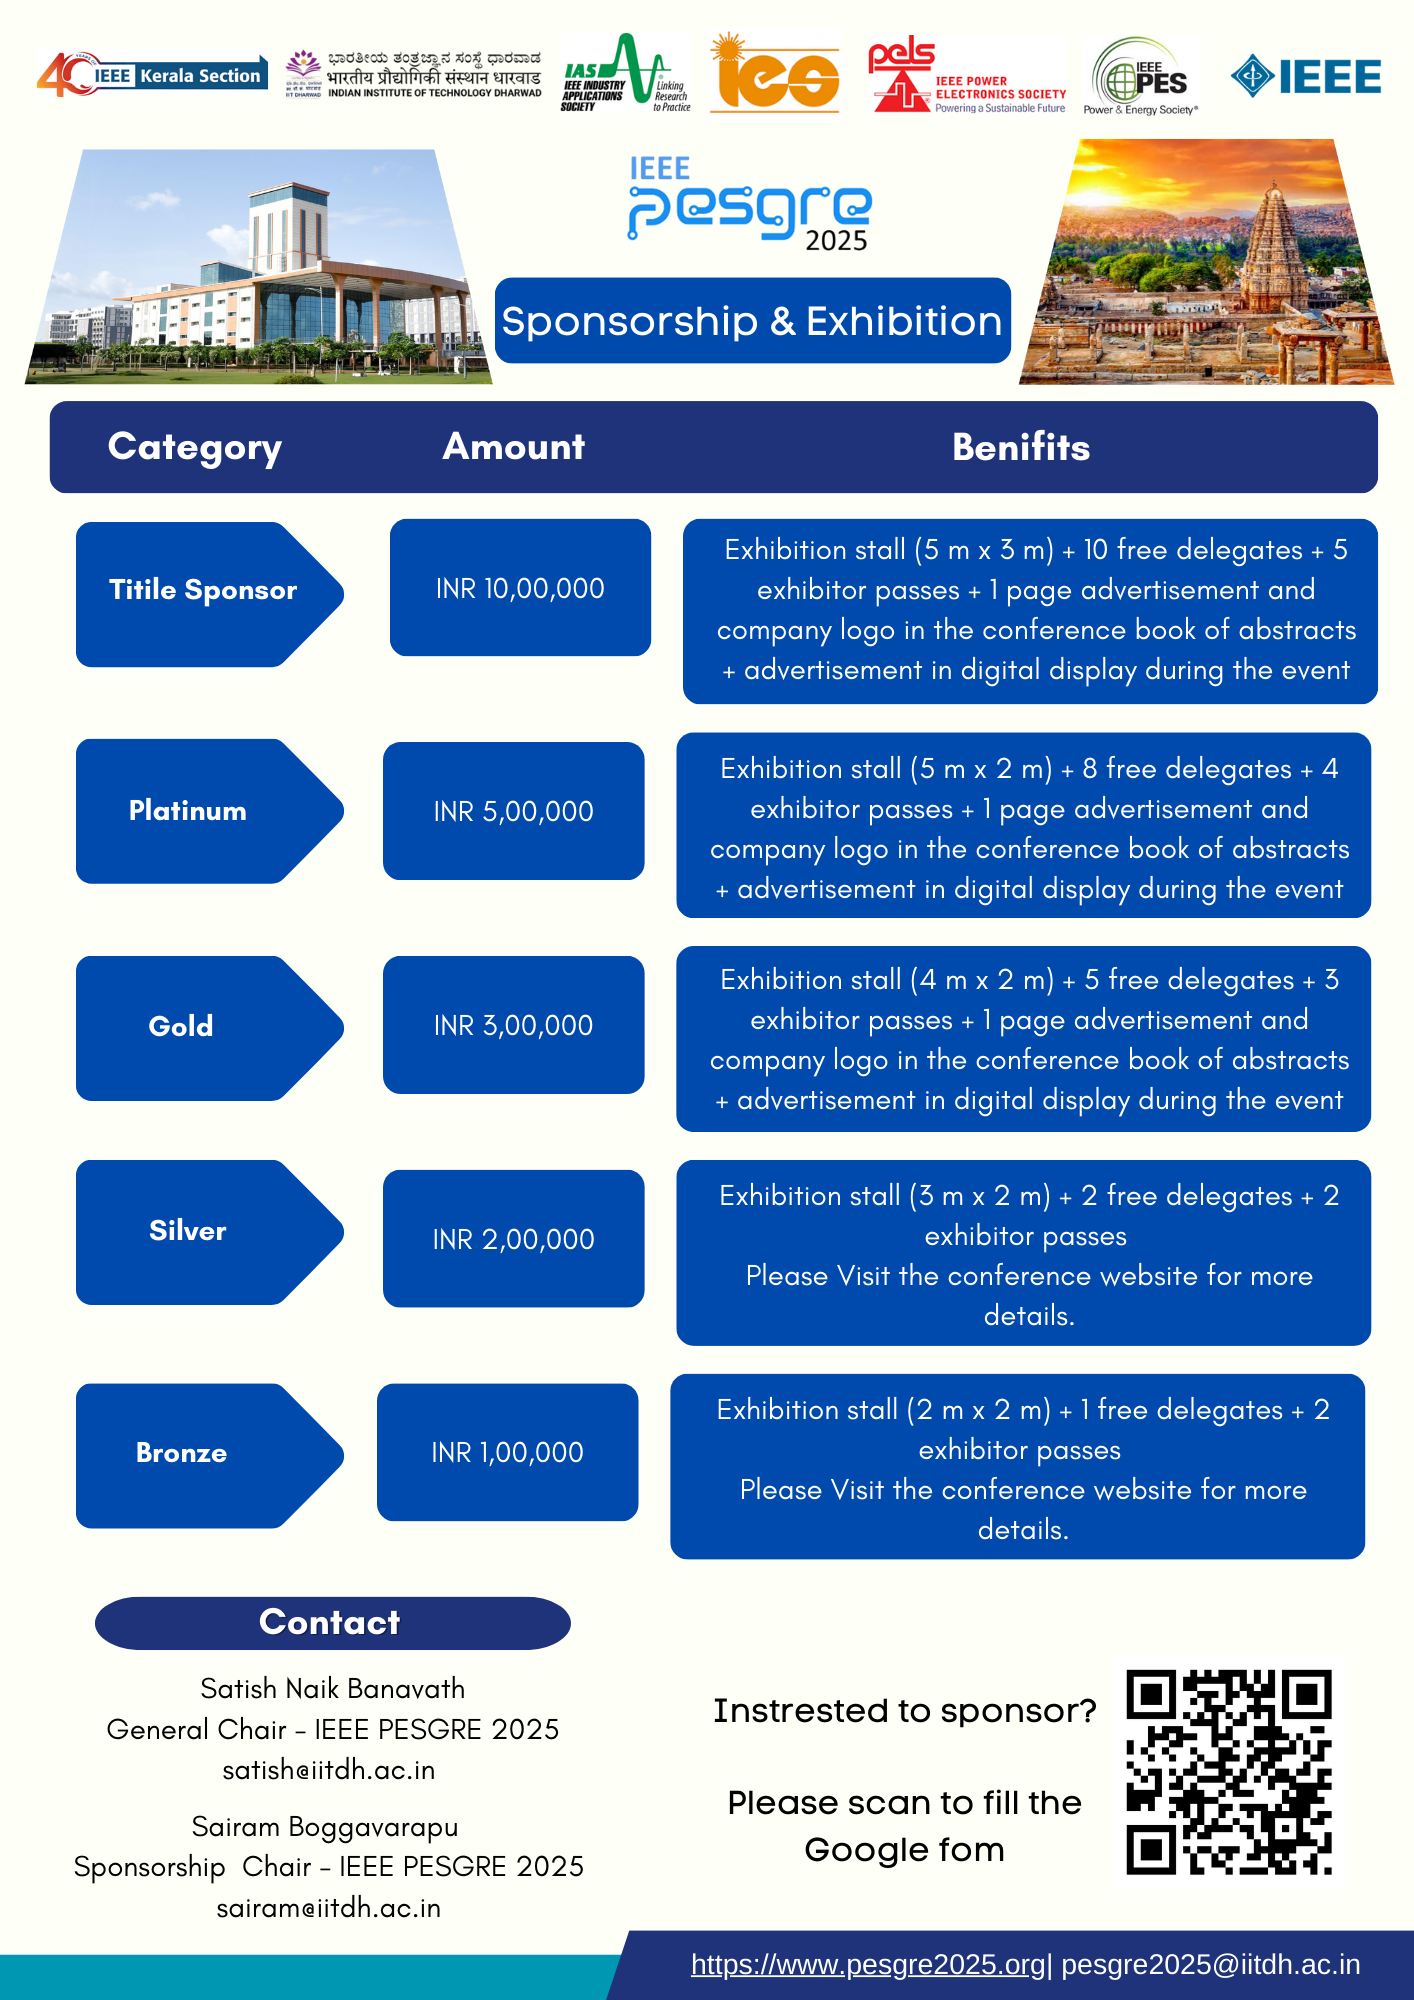 40 YEARS OF IEEE Kerala Section
ಭಾರತೀಯ ತಂತ್ರಜ್ಞಾನ ಸಂಸ್ಥೆ ಧಾರವಾಡ
भारतीय प्रौद्योगिकी संस्थान धारवाड
INDIAN INSTITUTE OF TECHNOLOGY DHARWAD
IIT DHARWAD
IAS
IEEE INDUSTRY
APPLICATIONS
SOCIETY
Linking
Research
to Practice
ies
pels
IEEE POWER
ELECTRONICS SOCIETY
Powering a Sustainable Future
IEEE
PES
Power & Energy Society®
IEEE
IEEE
pesgre
2025
Sponsorship & Exhibition
Category Amount Benifits
Titile Sponsor
INR 10,00,000
Exhibition stall (5 m x 3 m) + 10 free delegates + 5
exhibitor passes + 1 page advertisement and
company logo in the conference book of abstracts
+ advertisement in digital display during the event
Platinum
INR 5,00,000
Exhibition stall (5 m x 2 m) + 8 free delegates + 4
exhibitor passes + 1 page advertisement and
company logo in the conference book of abstracts
+ advertisement in digital display during the event
Gold
INR 3,00,000
Exhibition stall (4 m x 2 m) + 5 free delegates + 3
exhibitor passes + 1 page advertisement and
company logo in the conference book of abstracts
+ advertisement in digital display during the event
Silver
INR 2,00,000
Exhibition stall (3 m x 2 m) + 2 free delegates + 2
exhibitor passes
Please Visit the conference website for more
details.
Bronze
INR 1,00,000
Exhibition stall (2 m x 2 m) + 1 free delegates + 2
exhibitor passes
Please Visit the conference website for more
details.
Contact
Satish Naik Banavath
General Chair - IEEE PESGRE 2025
satish@iitdh.ac.in
Sairam Boggavarapu
Sponsorship  Chair - IEEE PESGRE 2025
sairam@iitdh.ac.in
Instrested to sponsor?
Please scan to fill the
Google fom
https://www.pesgre2025.org| pesgre2025@iitdh.ac.in